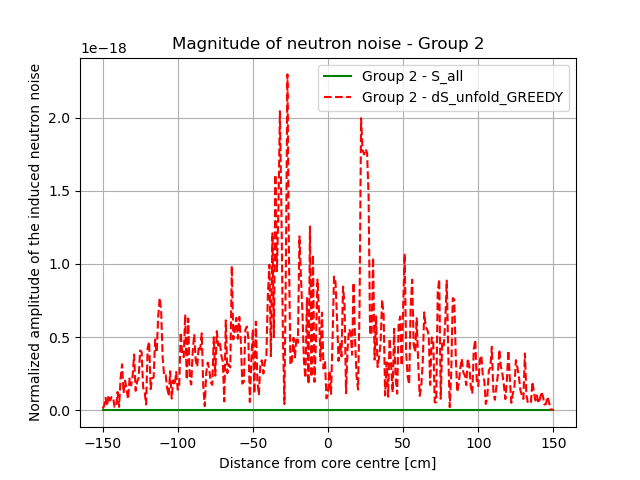 Magnitude of neutron noise - Group 2
1e−18
Group 2 - S_all
Group 2 - dS_unfold_GREEDY
Normalized amplitude of the induced neutron noise
2.0
1.5
1.0
0.5
0.0
−150
−100
−50
0
50
100
150
Distance from core centre [cm]